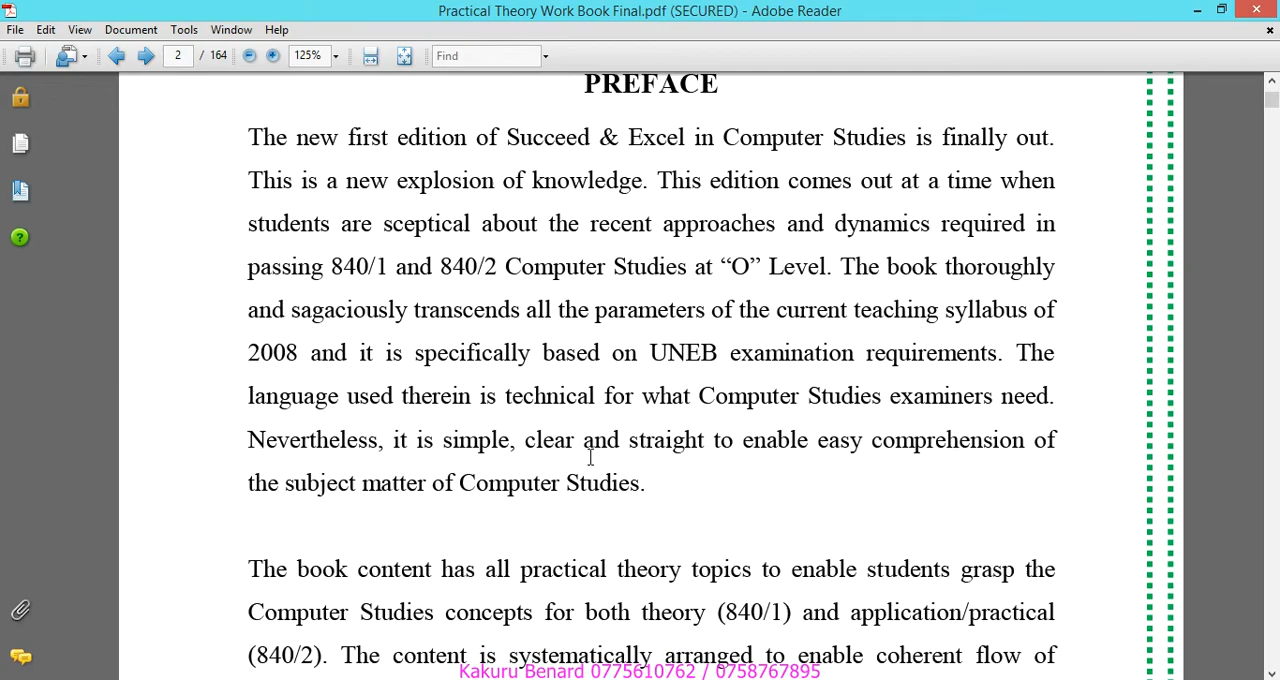 Practical Theory Work Book Final.pdf (SECURED) - Adobe Reader
File Edit View Document Tools Window Help
2 / 164 125% Find
PREFACE
The new first edition of Succeed & Excel in Computer Studies is finally out.
This is a new explosion of knowledge. This edition comes out at a time when
students are sceptical about the recent approaches and dynamics required in
passing 840/1 and 840/2 Computer Studies at “O” Level. The book thoroughly
and sagaciously transcends all the parameters of the current teaching syllabus of
2008 and it is specifically based on UNEB examination requirements. The
language used therein is technical for what Computer Studies examiners need.
Nevertheless, it is simple, clear and straight to enable easy comprehension of
the subject matter of Computer Studies.
The book content has all practical theory topics to enable students grasp the
Computer Studies concepts for both theory (840/1) and application/practical
(840/2). The content is systematically arranged to enable coherent flow of
Kakuru Benard 0775610762 / 0758767895